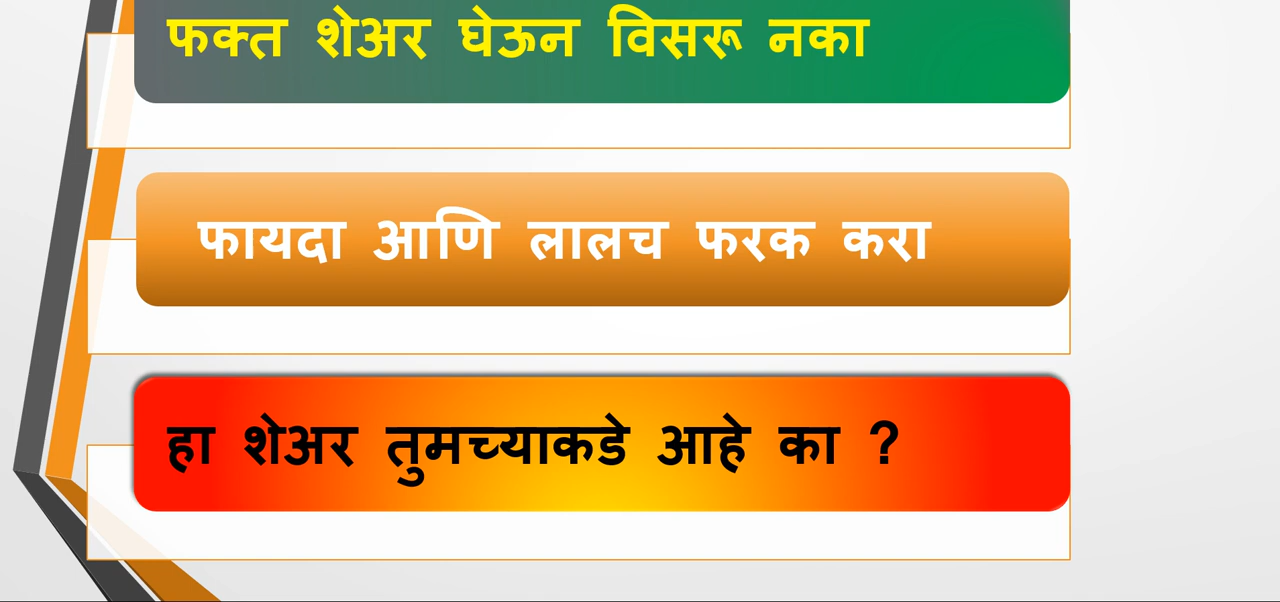 फक्त शेअर घेऊन विसरू नका
फायदा आणि लालच फरक करा
हा शेअर तुमच्याकडे आहे का ?